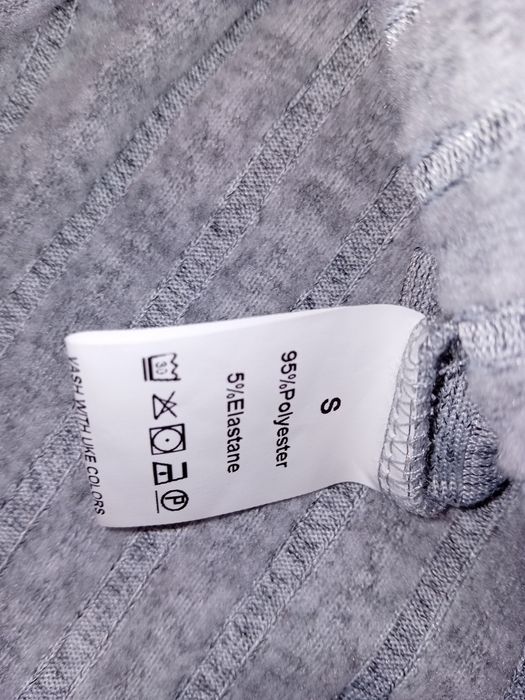 S
95%Polyester
5%Elastane
30
P
WASH WITH LIKE COLORS